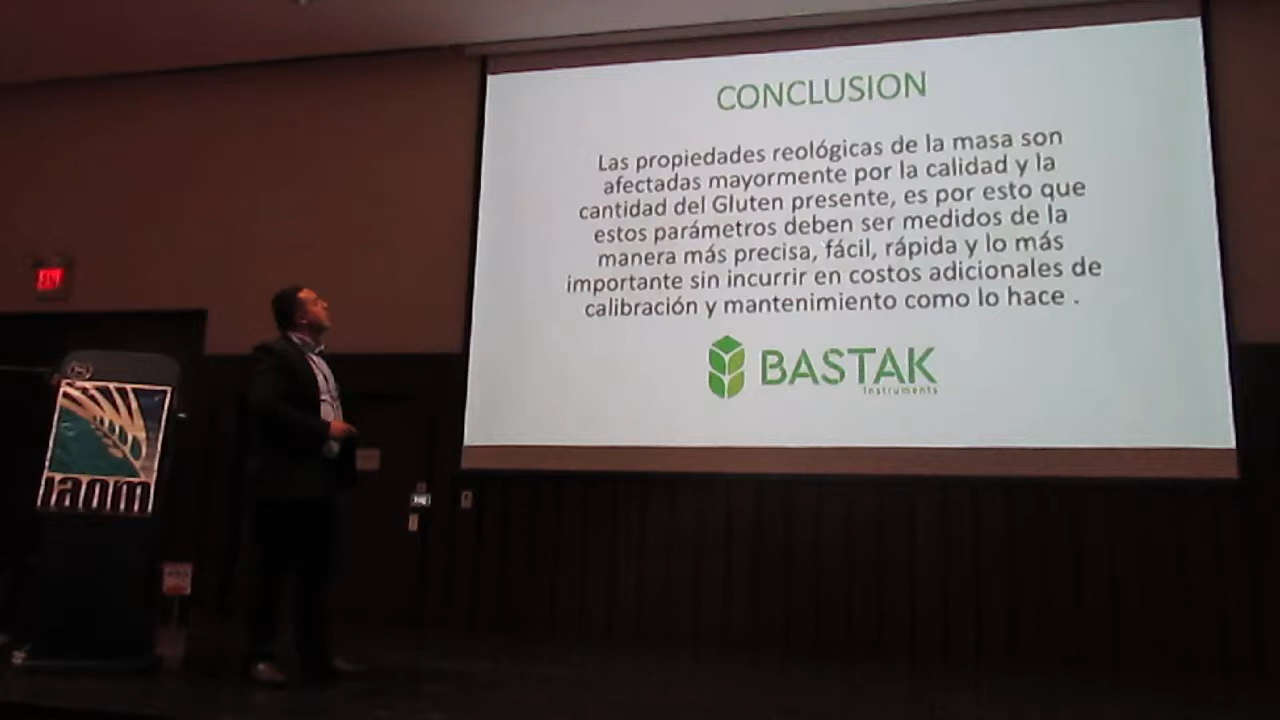 CONCLUSION
Las propiedades reológicas de la masa son
afectadas mayormente por la calidad y la
cantidad del Gluten presente, es por esto que
estos parámetros deben ser medidos de la
manera más precisa, fácil, rápida y lo más
importante sin incurrir en costos adicionales de
calibración y mantenimiento como lo hace .
BASTAK
instruments
EXIT
iaom